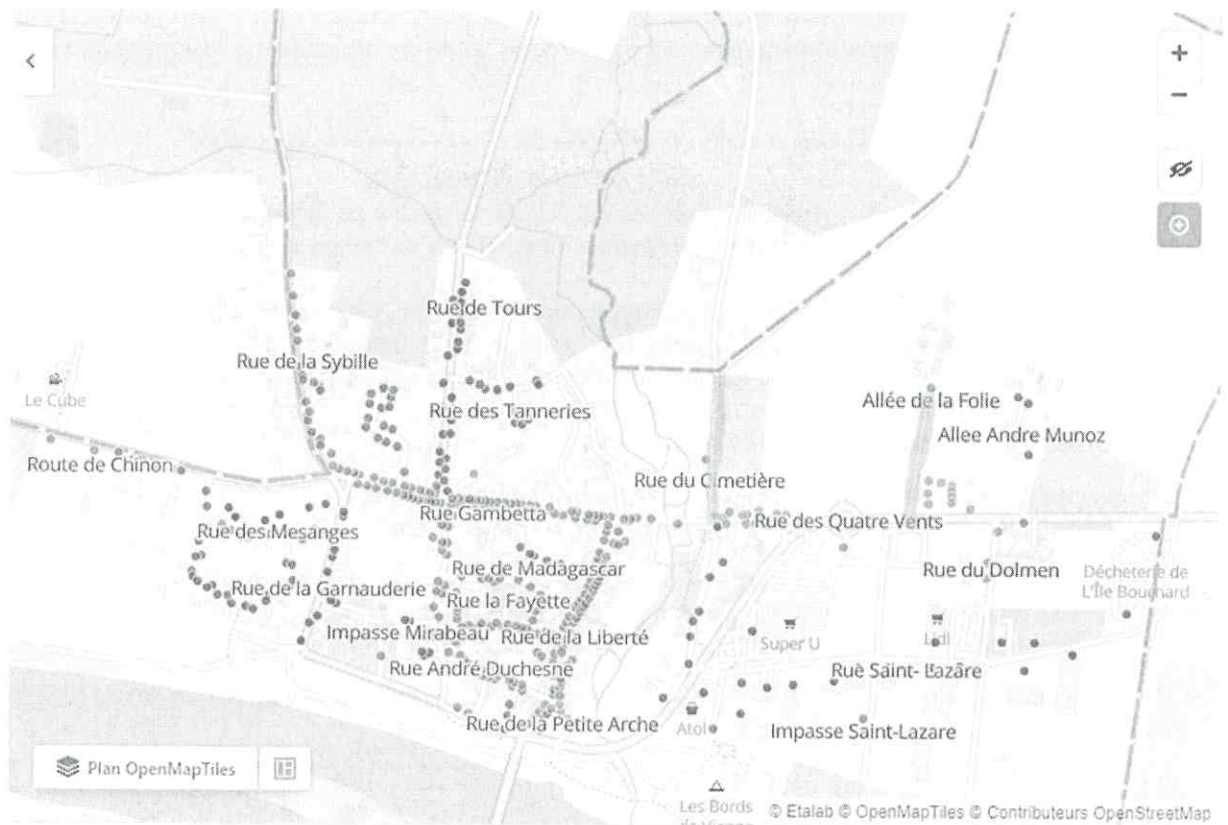 Rue de Tours
Rue de la Sybille
Le Cube
Rue des Tanneries
Allée de la Folie
Allee Andre Munoz
Route de Chinon
Rue du Cimetière
Rue Gambetta
Rue des Quatre Vents
Rue des Mesanges
Rue de Madagascar
Rue du Dolmen
Déchèterie de
L'Île Bouchard
Rue de la Garnauderie
Rue la Fayette
Impasse Mirabeau
Rue de la Liberté
Super U
Lidl
Rue André Duchesne
Rue Saint- Lazâre
Rue de la Petite Arche
Atol
Impasse Saint-Lazare
Plan OpenMapTiles
Les Bords
de Vienne
© Etalab © OpenMapTiles © Contributeurs OpenStreetMap